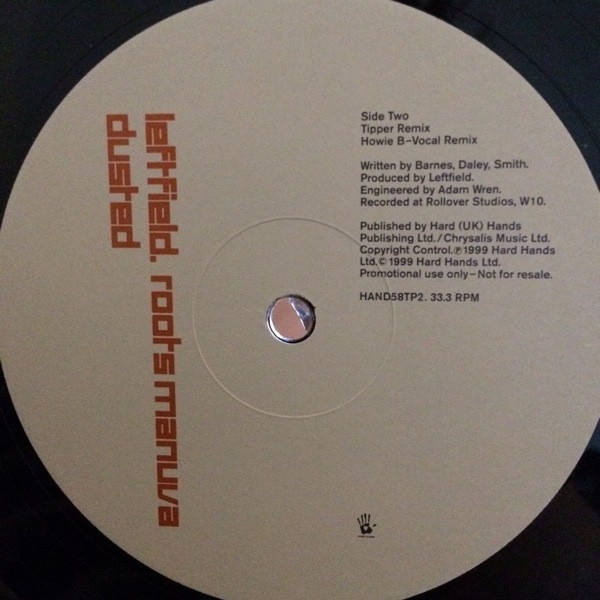 leftfield. roots manuva
dusted
Side Two
Tipper Remix
Howie B–Vocal Remix
Written by Barnes, Daley, Smith.
Produced by Leftfield.
Engineered by Adam Wren.
Recorded at Rollover Studios, W10.
Published by Hard (UK) Hands
Publishing Ltd./Chrysalis Music Ltd.
Copyright Control.℗1999 Hard Hands
Ltd.© 1999 Hard Hands Ltd.
Promotional use only–Not for resale.
HAND58TP2. 33.3 RPM